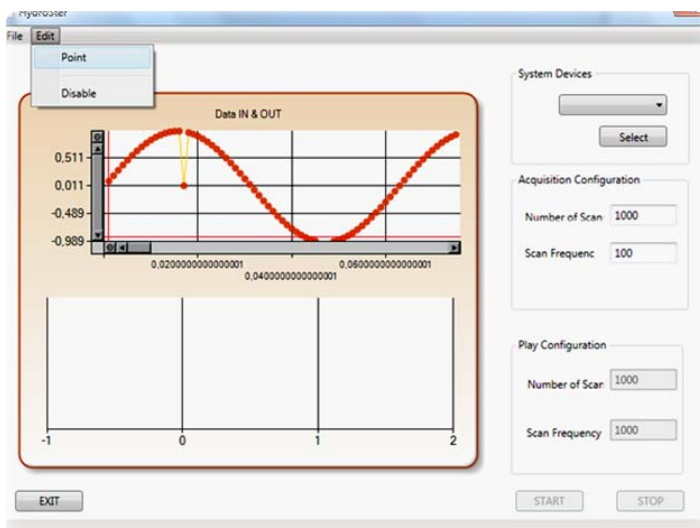 File Edit
Point
Disable
Data IN & OUT
0,511
0,011
-0,489
-0,989
0,0200000000000001
0,0400000000000001
0,0600000000000001
-1 0 1 2
EXIT
System Devices
Select
Acquisition Configuration
Number of Scan 1000
Scan Frequenc 100
Play Configuration
Number of Scan 1000
Scan Frequency 1000
START STOP